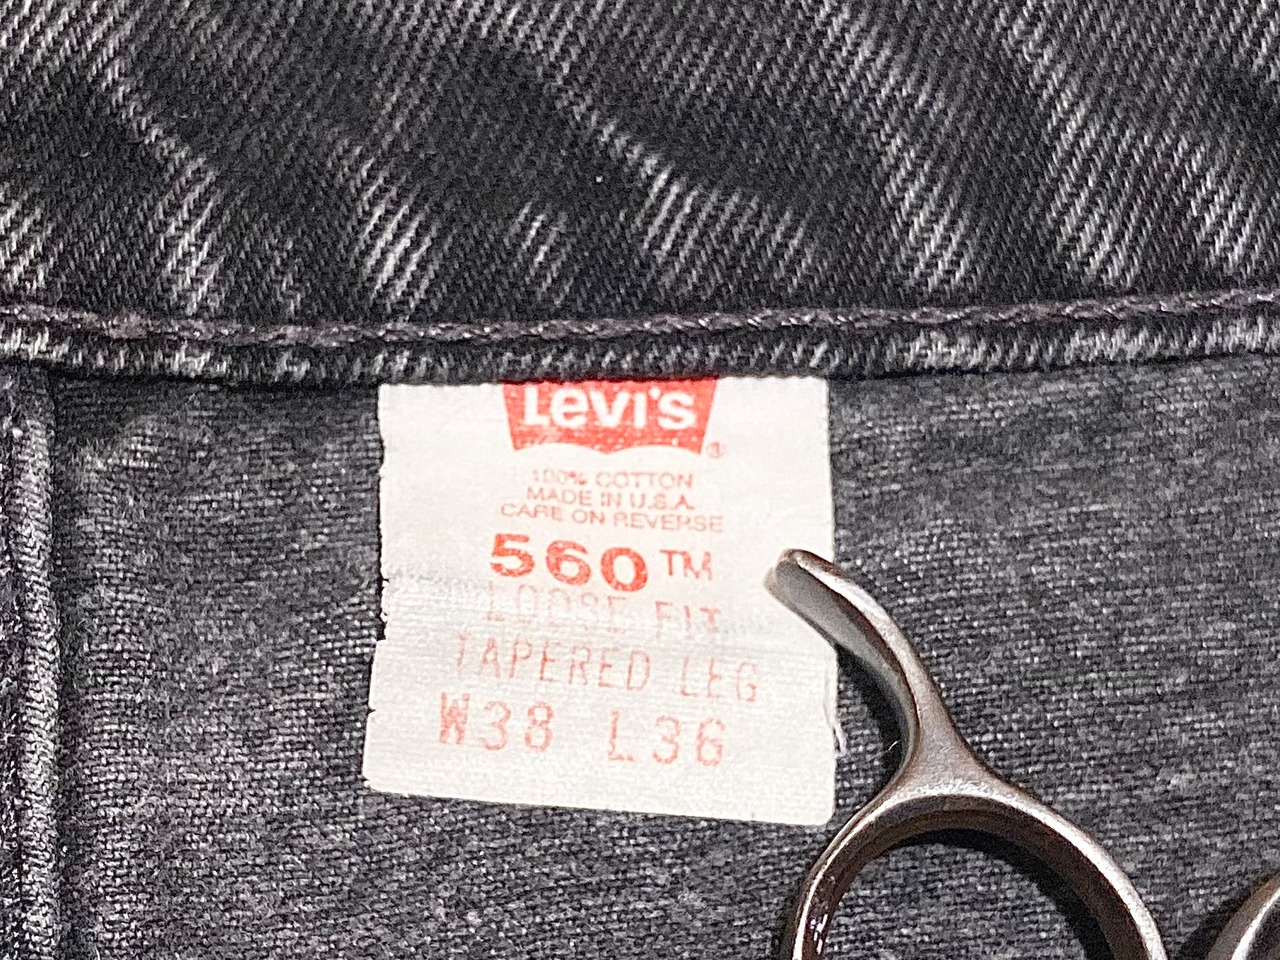 Levi's ®
100% COTTON
MADE IN U.S.A.
CARE ON REVERSE
560™
LOOSE FIT
TAPERED LEG
W38 L36